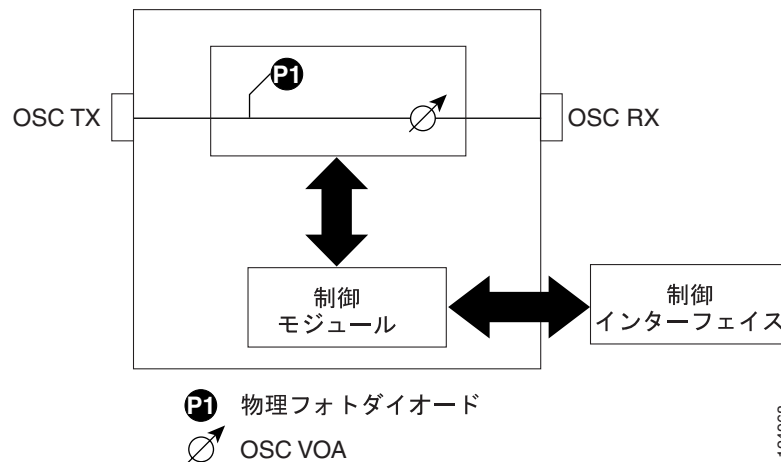 P1
OSC TX
OSC RX
制御
モジュール
制御
インターフェイス
P1 物理フォトダイオード
OSC VOA